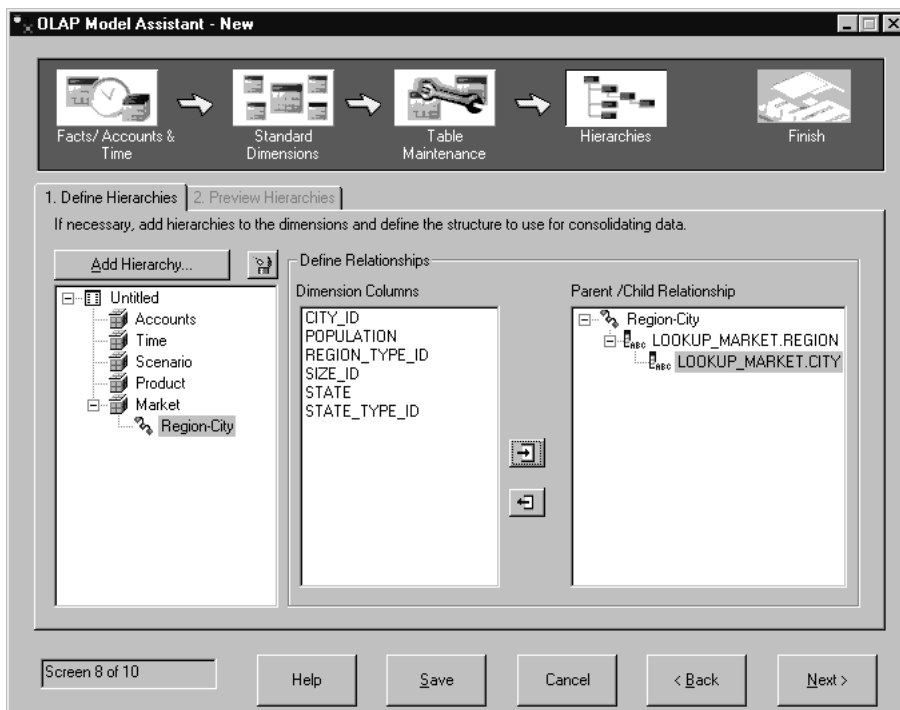 OLAP Model Assistant - New
Facts/ Accounts &
Time
Standard
Dimensions
Table
Maintenance
Hierarchies
Finish
1. Define Hierarchies
2. Preview Hierarchies
If necessary, add hierarchies to the dimensions and define the structure to use for consolidating data.
Add Hierarchy...
Untitled
Accounts
Time
Scenario
Product
Market
Region-City
Define Relationships
Dimension Columns
CITY_ID
POPULATION
REGION_TYPE_ID
SIZE_ID
STATE
STATE_TYPE_ID
Parent /Child Relationship
Region-City
ABC LOOKUP_MARKET.REGION
ABC LOOKUP_MARKET.CITY
Screen 8 of 10
Help
Save
Cancel
< Back
Next >